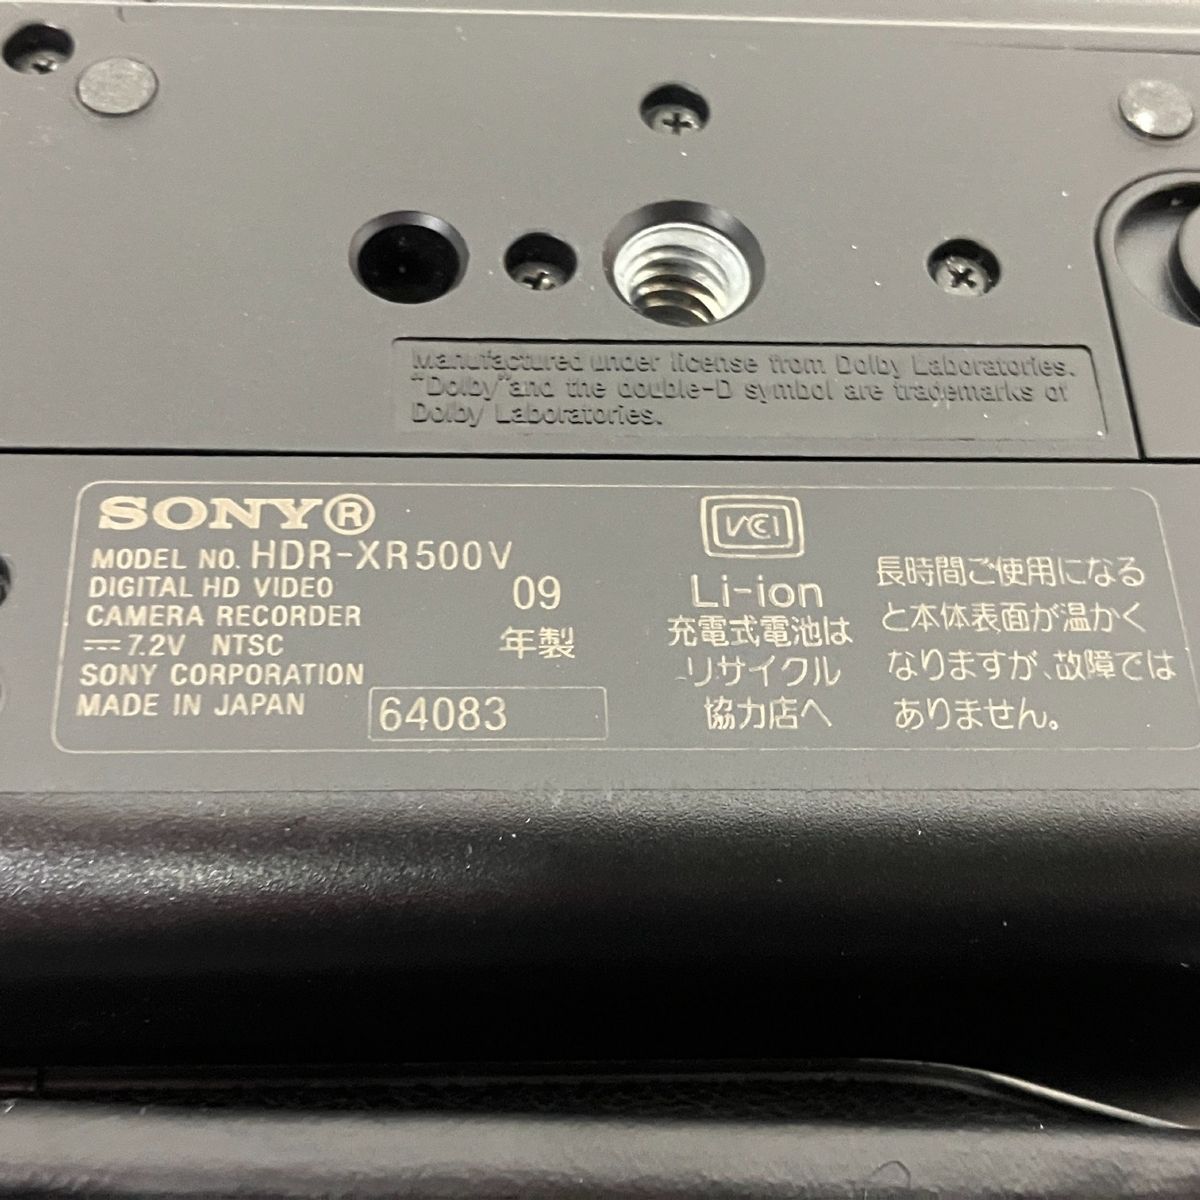 Manufactured under license from Dolby Laboratories.
"Dolby" and the double-D symbol are trademarks of
Dolby Laboratories.
SONY®
MODEL NO. HDR-XR500V
DIGITAL HD VIDEO
CAMERA RECORDER
⎓ 7.2V NTSC
SONY CORPORATION
MADE IN JAPAN
09
年製
64083
VCCI
Li-ion
充電式電池は
リサイクル
協力店へ
長時間ご使用になる
と本体表面が温かく
なりますが、故障では
ありません。